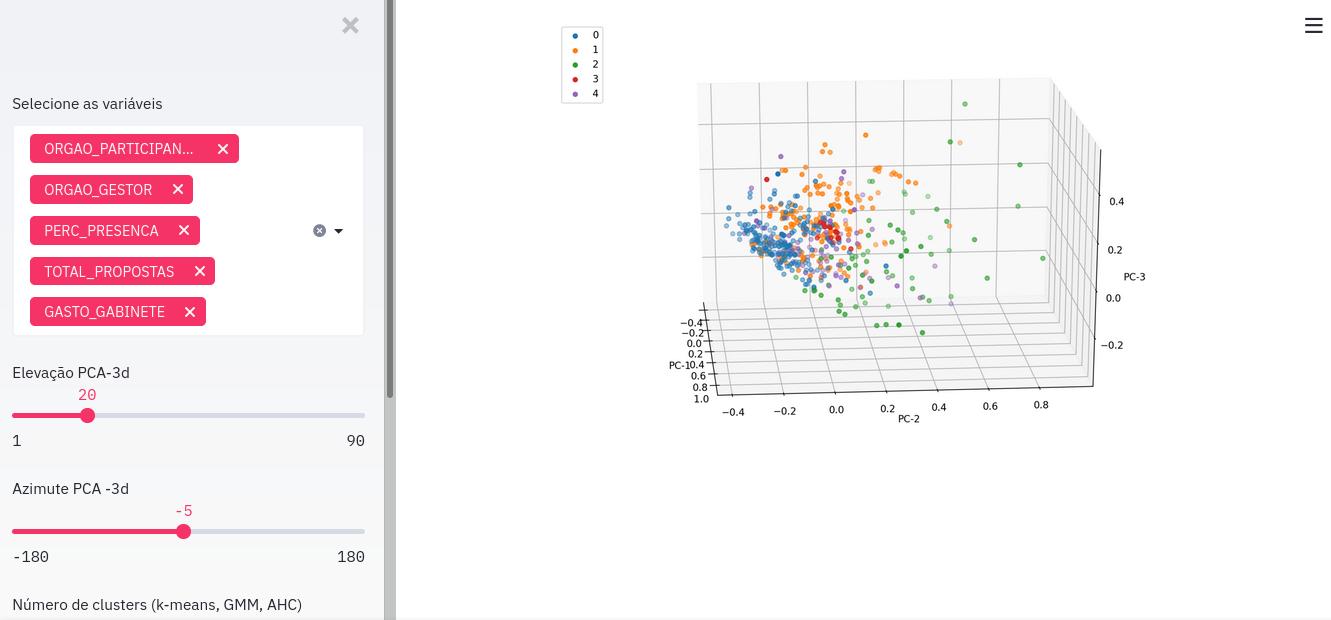 Selecione as variáveis
ORGAO_PARTICIPAN...
ORGAO_GESTOR
PERC_PRESENCA
TOTAL_PROPOSTAS
GASTO_GABINETE
Elevação PCA-3d
20
1 90
Azimute PCA -3d
-5
-180 180
Número de clusters (k-means, GMM, AHC)
0
1
2
3
4
0.4
0.2
PC-3
0.0
−0.2
−0.4
−0.2
0.0
0.2
PC-1
0.4
0.6
0.8
1.0
−0.4 −0.2 0.0 0.2 0.4 0.6 0.8
PC-2